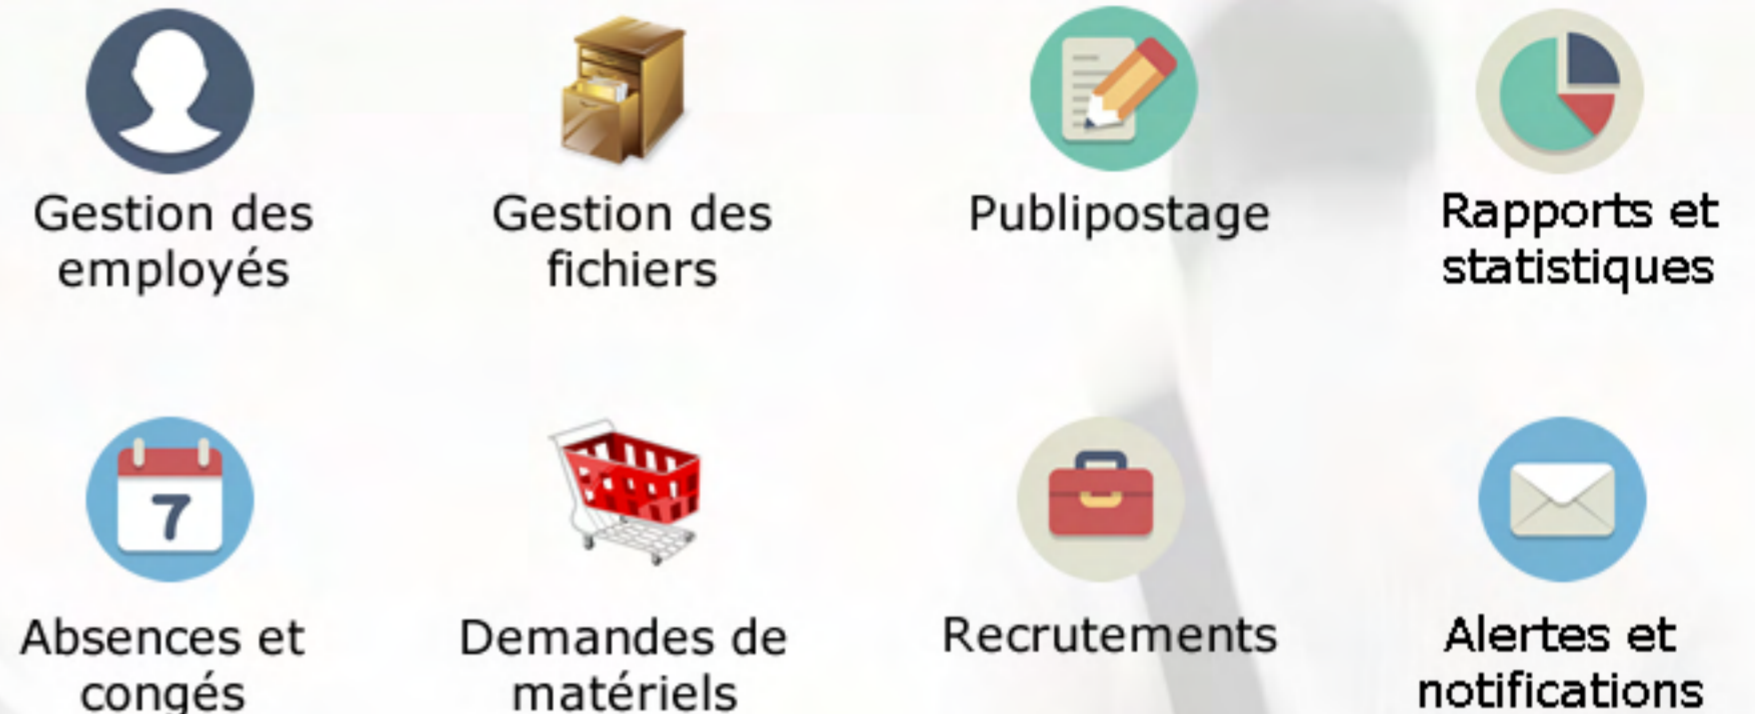 Gestion des
employés
Gestion des
fichiers
Publipostage
Rapports et
statistiques
7
Absences et
congés
Demandes de
matériels
Recrutements
Alertes et
notifications